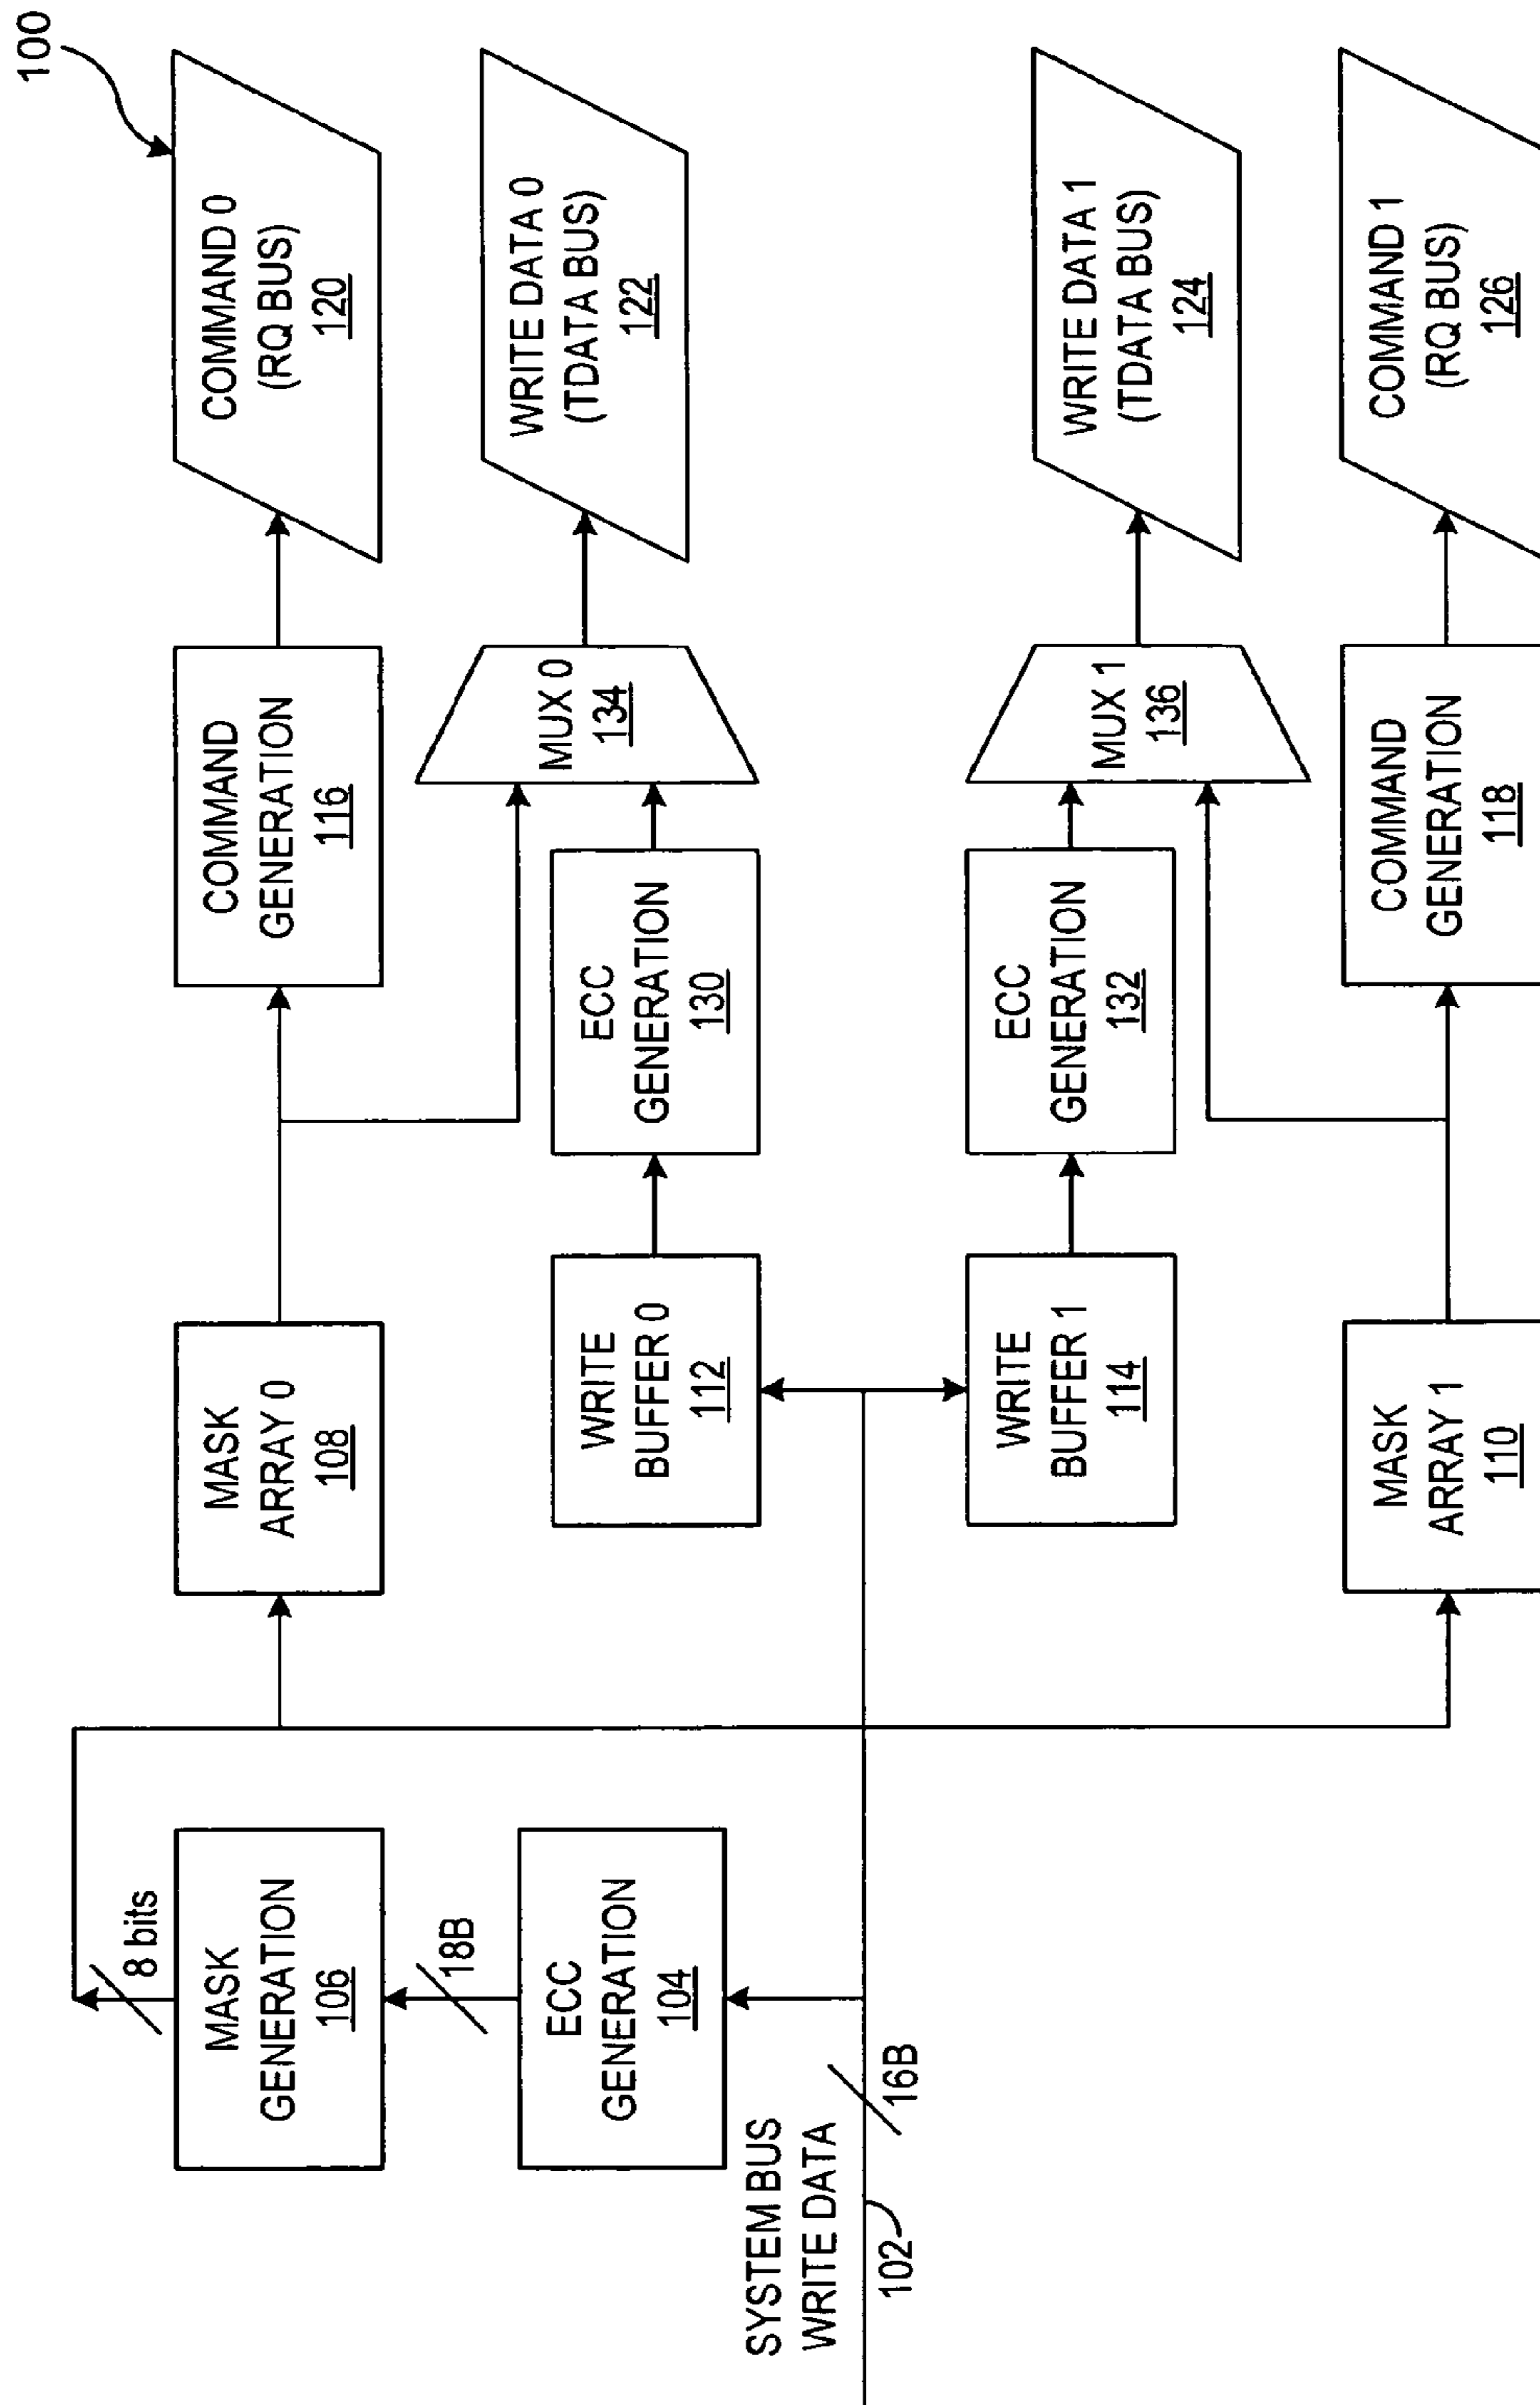 100
COMMAND 0
(RQ BUS)
120
WRITE DATA 0
(TDATA BUS)
122
WRITE DATA 1
(TDATA BUS)
124
COMMAND 1
(RQ BUS)
126
COMMAND
GENERATION
116
MUX 0
134
MUX 1
136
COMMAND
GENERATION
118
ECC
GENERATION
130
ECC
GENERATION
132
MASK
ARRAY 0
108
WRITE
BUFFER 0
112
WRITE
BUFFER 1
114
MASK
ARRAY 1
110
8 bits
MASK
GENERATION
106
18B
ECC
GENERATION
104
16B
SYSTEM BUS
WRITE DATA
102